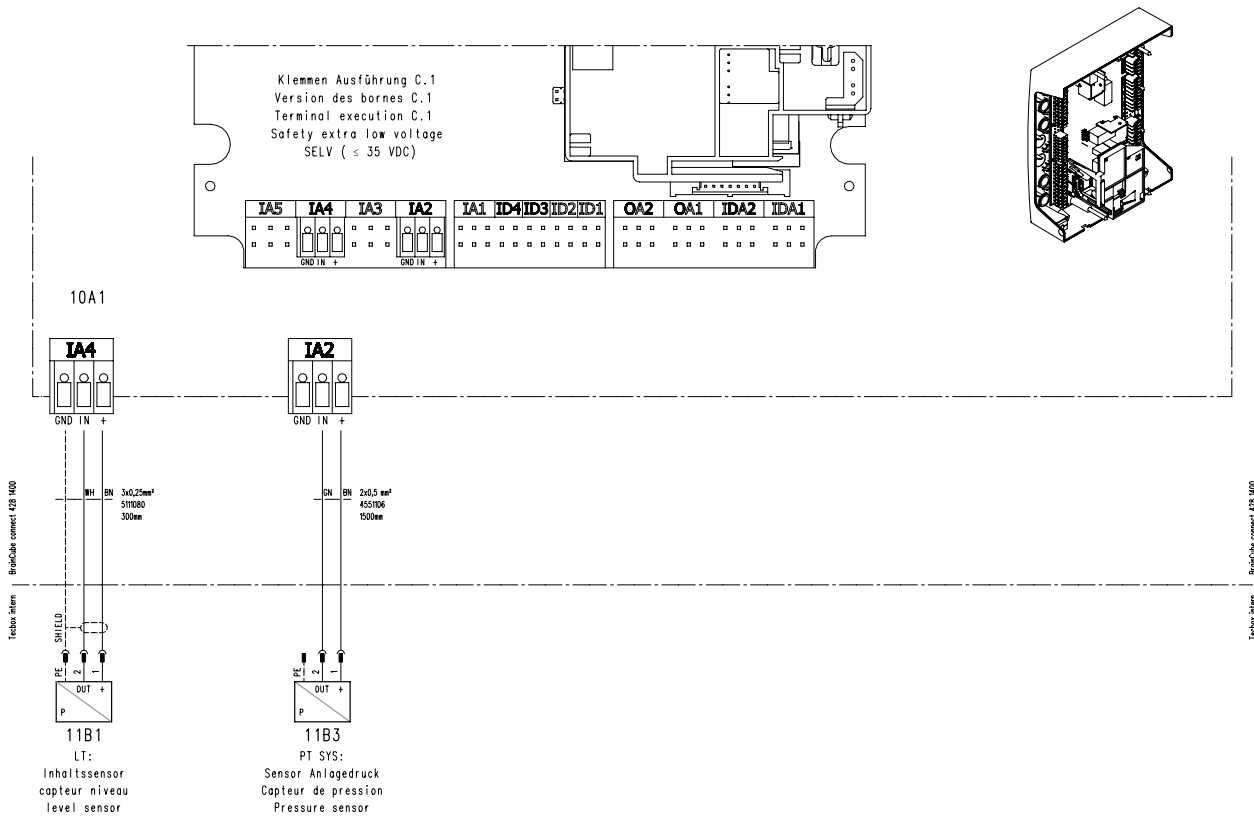 Klemmen Ausführung C.1
Version des bornes C.1
Terminal execution C.1
Safety extra low voltage
SELV ( ≤ 35 VDC)
IA5 IA4 IA3 IA2 IA1 ID4 ID3 ID2 ID1 OA2 OA1 IDA2 IDA1
GND IN + GND IN +
10A1
IA4 IA2
GND IN + GND IN +
WH BN 3x0,25mm²
5111080
300mm
GN BN 2x0,5 mm²
4551106
1500mm
BrainCube connect 428 1400
Tecbox intern
BrainCube connect 428 1400
Tecbox intern
SHIELD
PE 2 1
OUT +
P
PE 2 1
OUT +
P
11B1
LT:
Inhaltssensor
capteur niveau
level sensor
11B3
PT SYS:
Sensor Anlagedruck
Capteur de pression
Pressure sensor